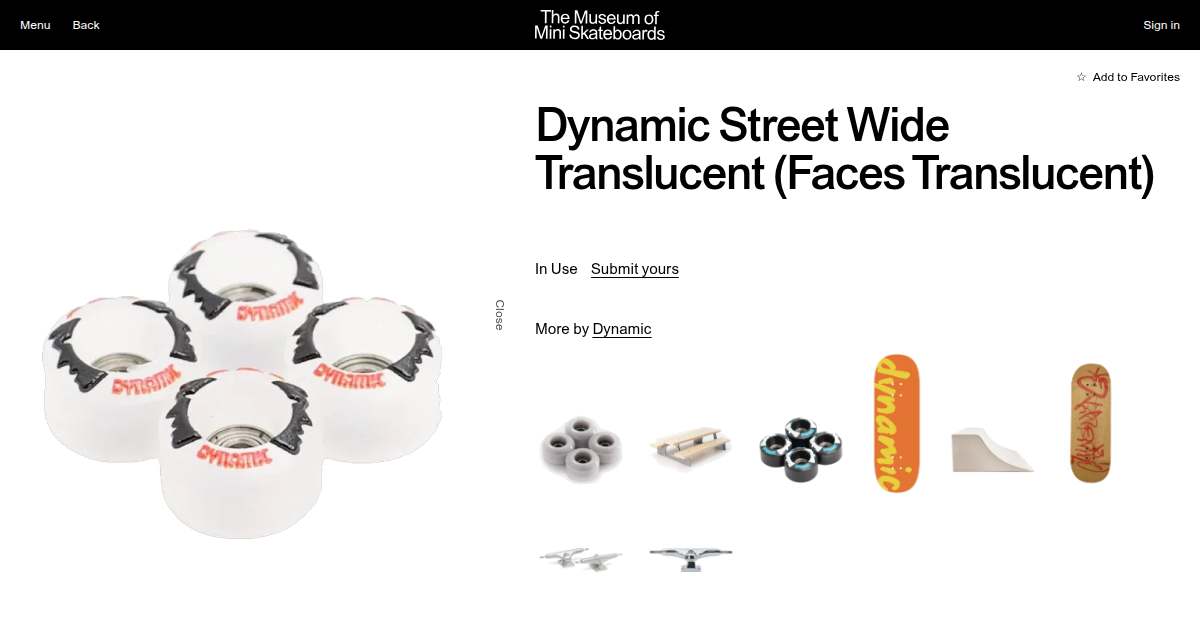 Menu
Back
The Museum of
Mini Skateboards
Sign in
☆ Add to Favorites
Dynamic Street Wide
Translucent (Faces Translucent)
In Use Submit yours
Close
More by Dynamic
DYNAMIC
DYNAMIC
DYNAMIC
DYNAMIC
dynamic